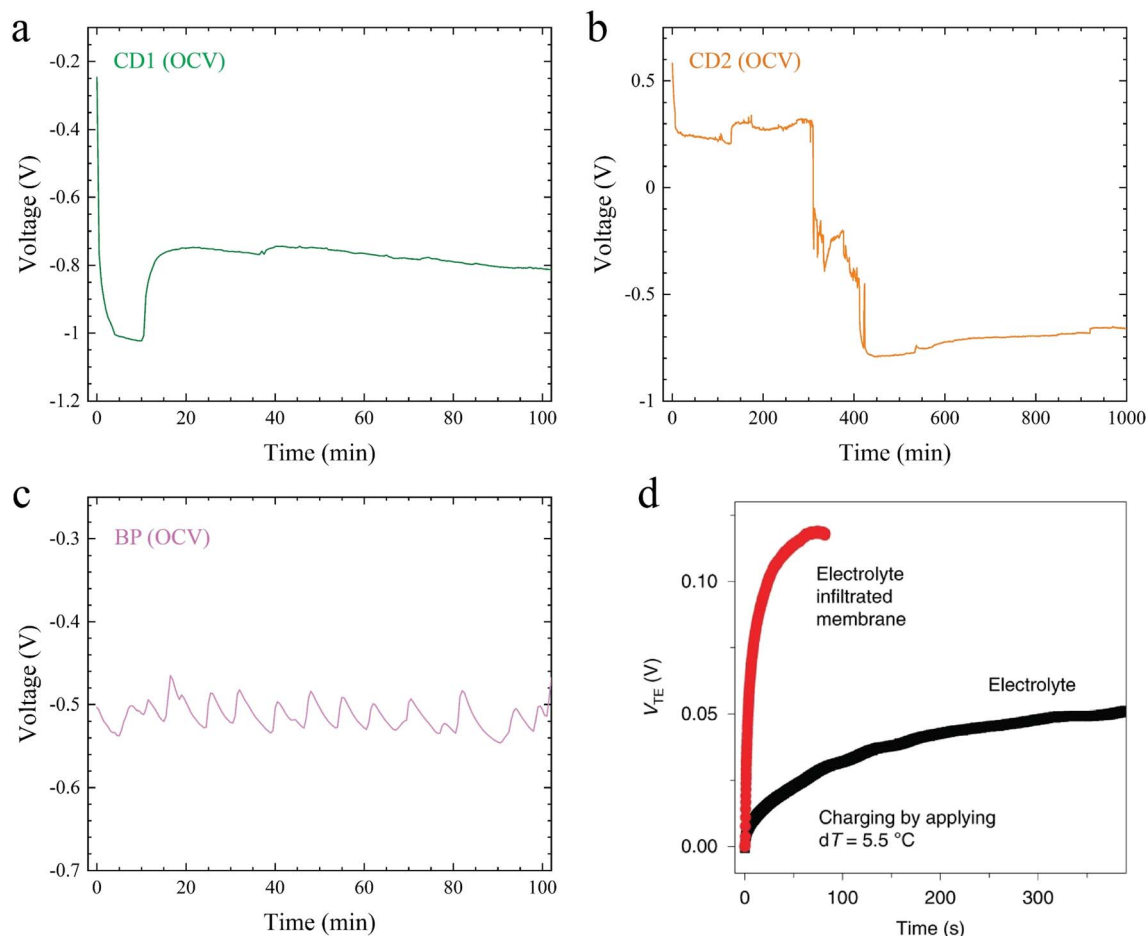 a
CD1 (OCV)
-0.2
-0.4
-0.6
-0.8
-1
-1.2
Voltage (V)
0
20
40
60
80
100
Time (min)
b
CD2 (OCV)
0.5
0
-0.5
-1
Voltage (V)
0
200
400
600
800
1000
Time (min)
c
BP (OCV)
-0.3
-0.4
-0.5
-0.6
-0.7
Voltage (V)
0
20
40
60
80
100
Time (min)
d
0.10
0.05
0.00
V_TE (V)
Electrolyte
infiltrated
membrane
Electrolyte
Charging by applying
dT = 5.5 °C
0
100
200
300
Time (s)